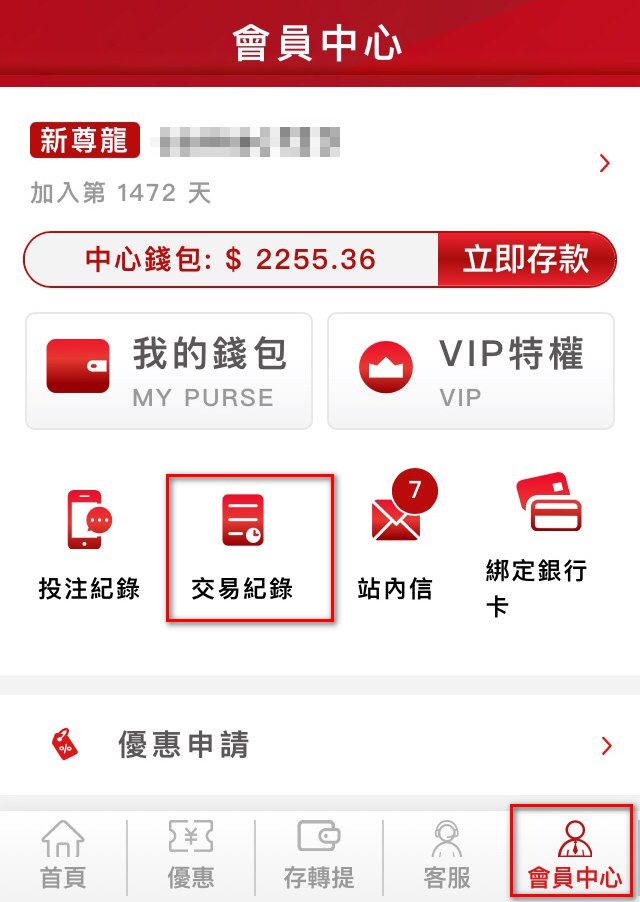 會員中心
新尊龍
加入第 1472 天
中心錢包: $ 2255.36
立即存款
我的錢包
MY PURSE
VIP特權
VIP
7
投注紀錄
交易紀錄
站內信
綁定銀行
卡
%
優惠申請
¥
首頁
優惠
存轉提
客服
會員中心